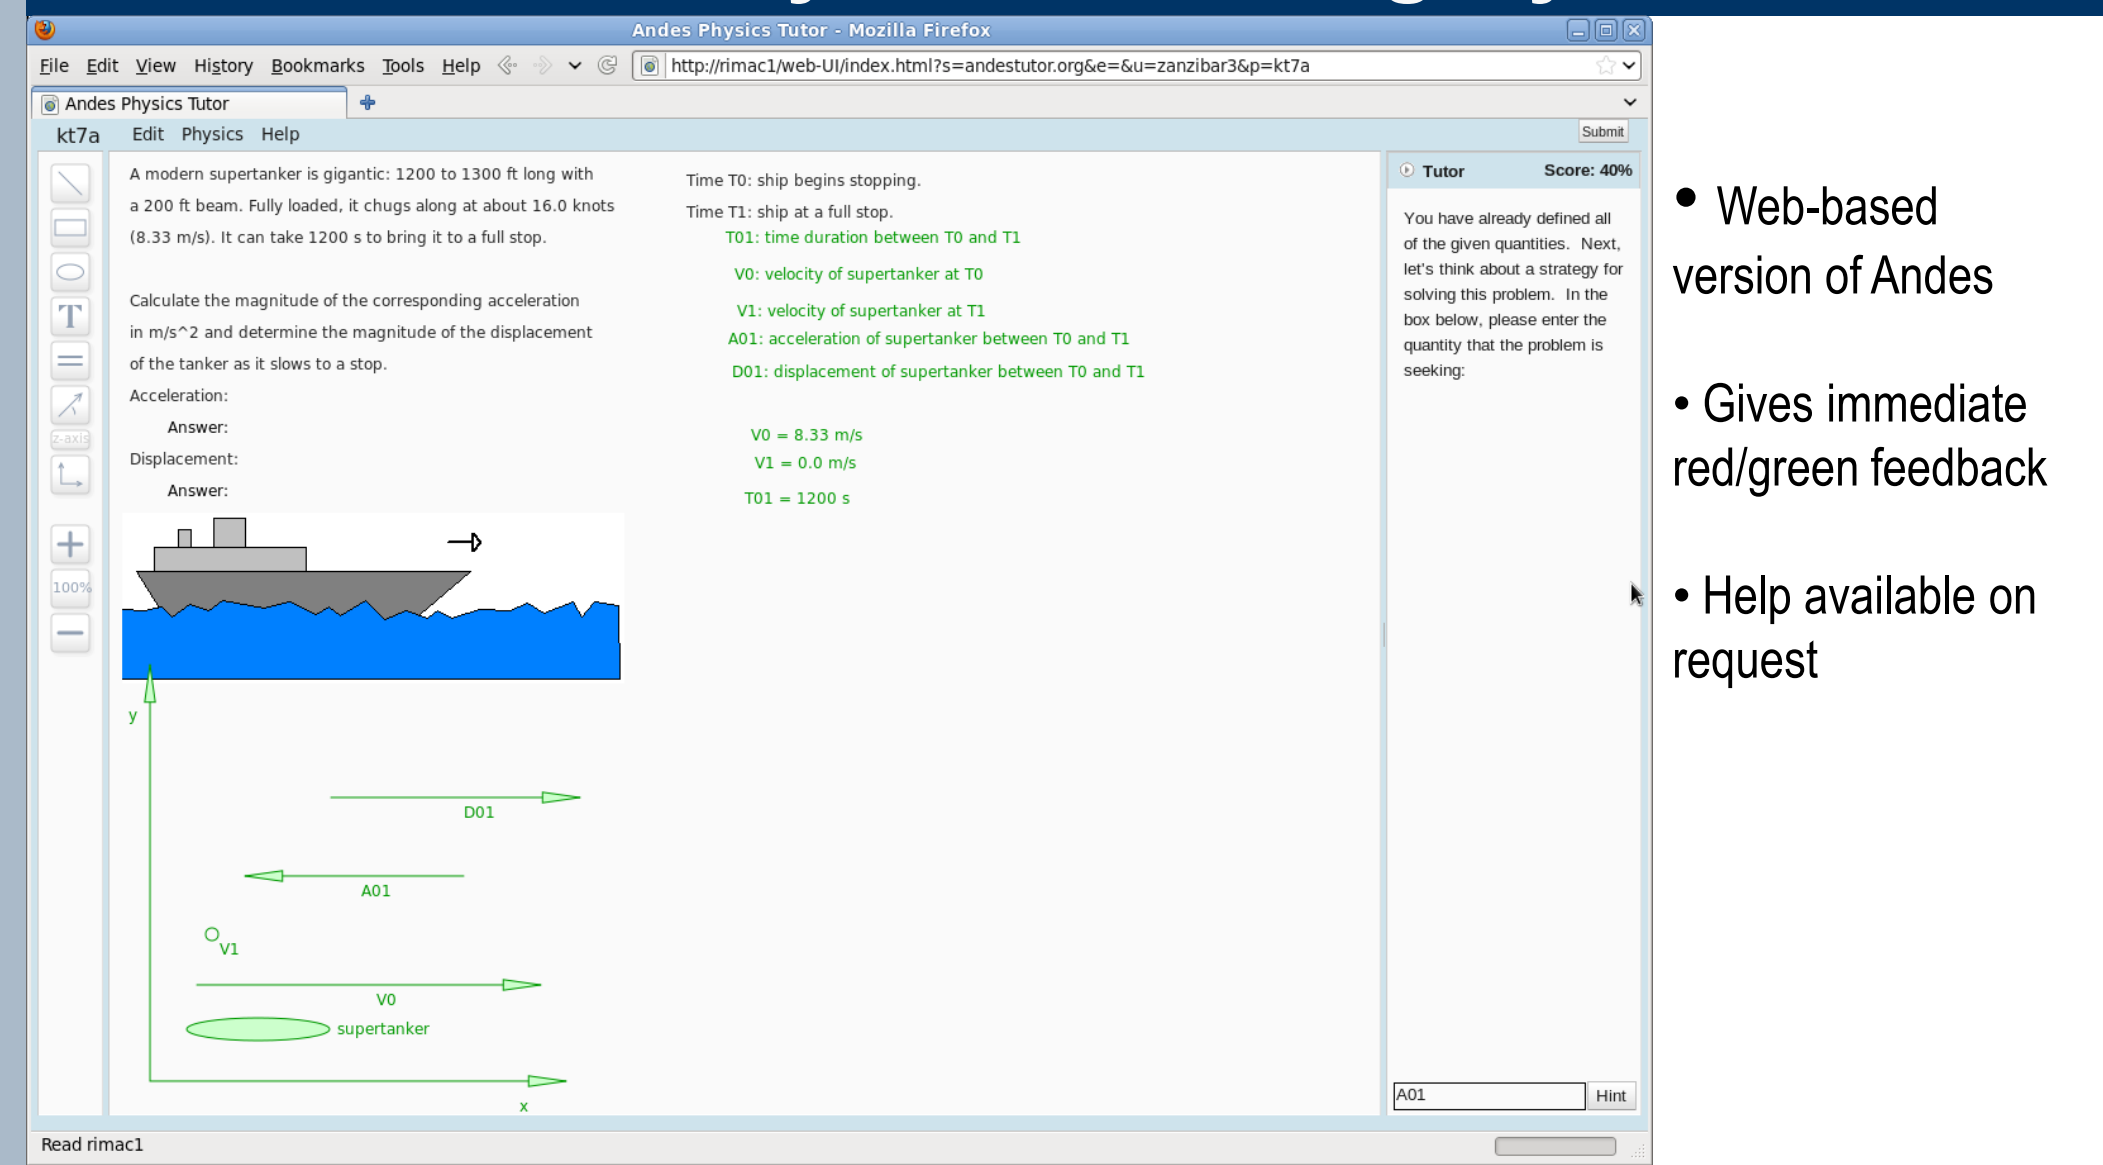 Andes Physics Tutor - Mozilla Firefox
File Edit View History Bookmarks Tools Help
http://rimac1/web-UI/index.html?s=andestutor.org&e=&u=zanzibar3&p=kt7a
Andes Physics Tutor
kt7a Edit Physics Help
Submit
T
z-axis
100%
A modern supertanker is gigantic: 1200 to 1300 ft long with
a 200 ft beam. Fully loaded, it chugs along at about 16.0 knots
(8.33 m/s). It can take 1200 s to bring it to a full stop.
Calculate the magnitude of the corresponding acceleration
in m/s^2 and determine the magnitude of the displacement
of the tanker as it slows to a stop.
Acceleration:
Answer:
Displacement:
Answer:
y
D01
A01
V1
V0
supertanker
x
Time T0: ship begins stopping.
Time T1: ship at a full stop.
T01: time duration between T0 and T1
V0: velocity of supertanker at T0
V1: velocity of supertanker at T1
A01: acceleration of supertanker between T0 and T1
D01: displacement of supertanker between T0 and T1
V0 = 8.33 m/s
V1 = 0.0 m/s
T01 = 1200 s
Tutor Score: 40%
You have already defined all
of the given quantities. Next,
let's think about a strategy for
solving this problem. In the
box below, please enter the
quantity that the problem is
seeking:
A01 Hint
Read rimac1
• Web-based
version of Andes
• Gives immediate
red/green feedback
• Help available on
request